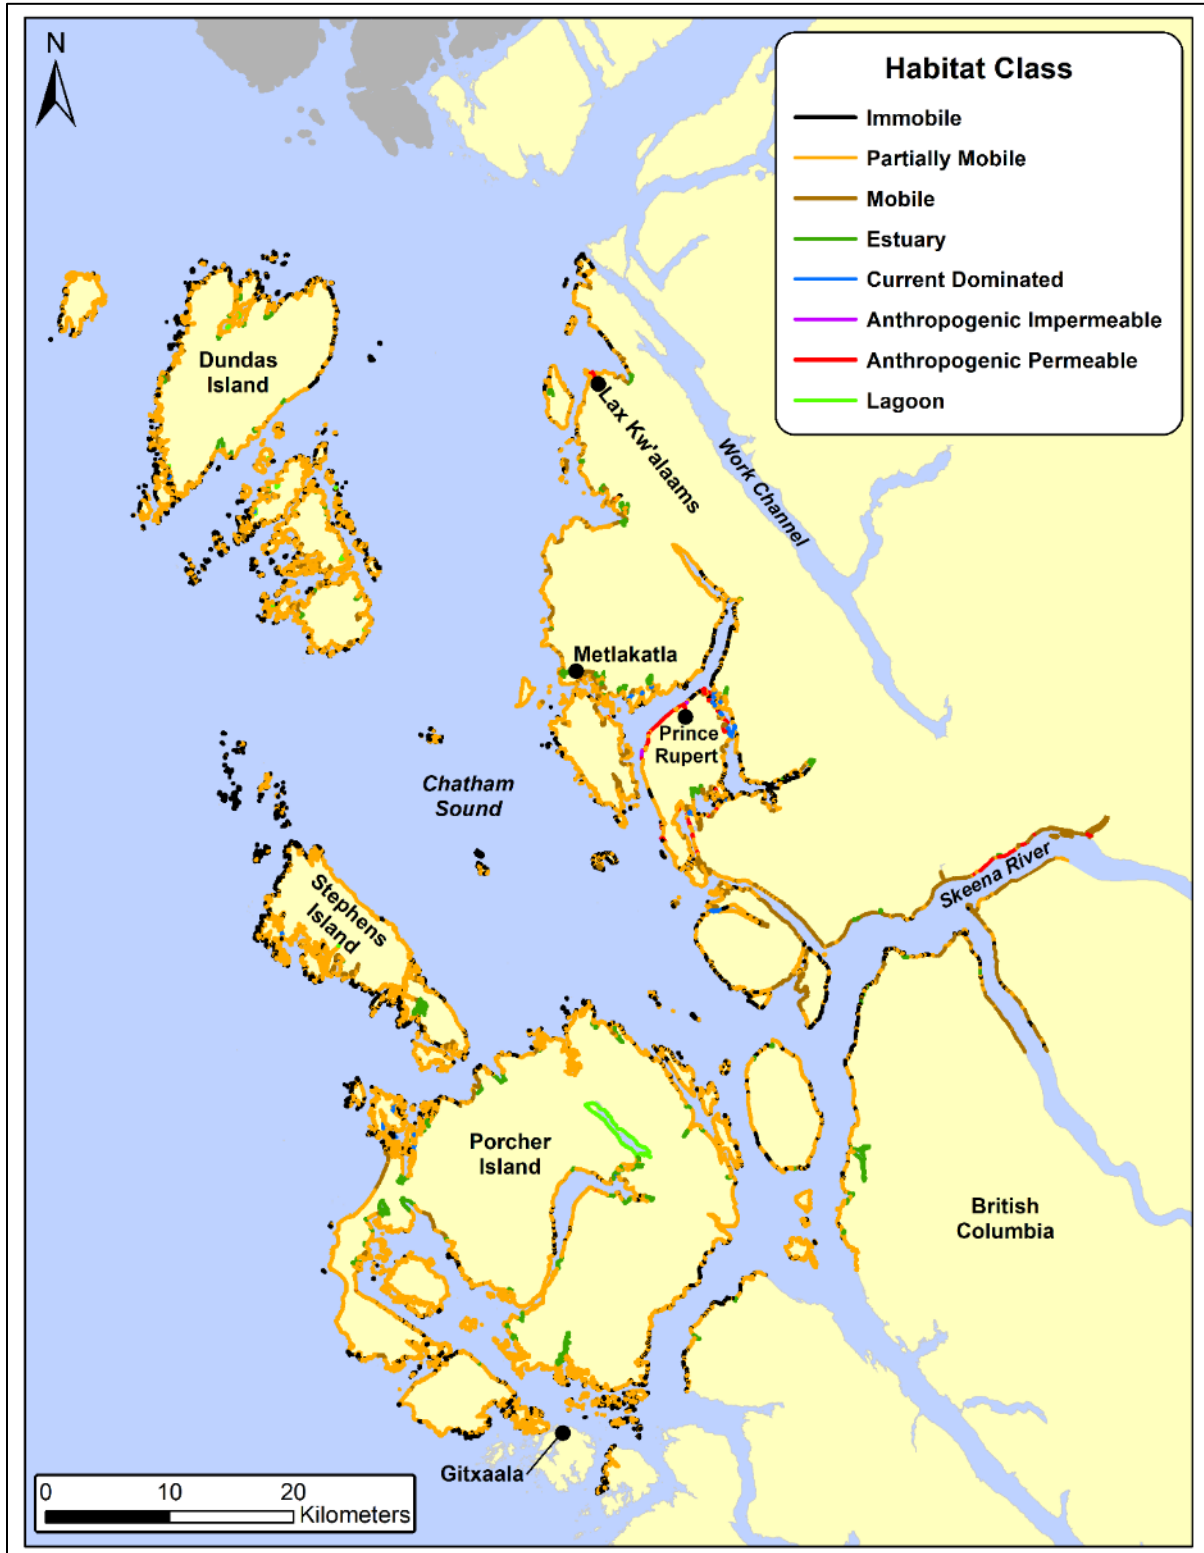 N
Habitat Class
Immobile
Partially Mobile
Mobile
Estuary
Current Dominated
Anthropogenic Impermeable
Anthropogenic Permeable
Lagoon
Dundas
Island
Lax Kw'alaams
Work Channel
Metlakatla
Prince
Rupert
Chatham
Sound
Skeena River
Stephens
Island
Porcher
Island
British
Columbia
Gitxaala
0 10 20
Kilometers